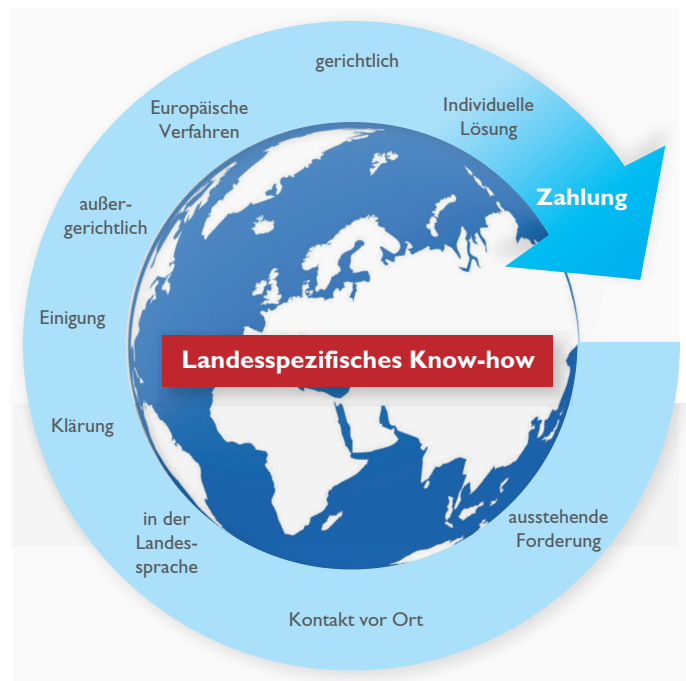 gerichtlich
Individuelle
Lösung
Europäische
Verfahren
Zahlung
außer-
gerichtlich
Einigung
Landesspezifisches Know-how
Klärung
in der
Landes-
sprache
ausstehende
Forderung
Kontakt vor Ort